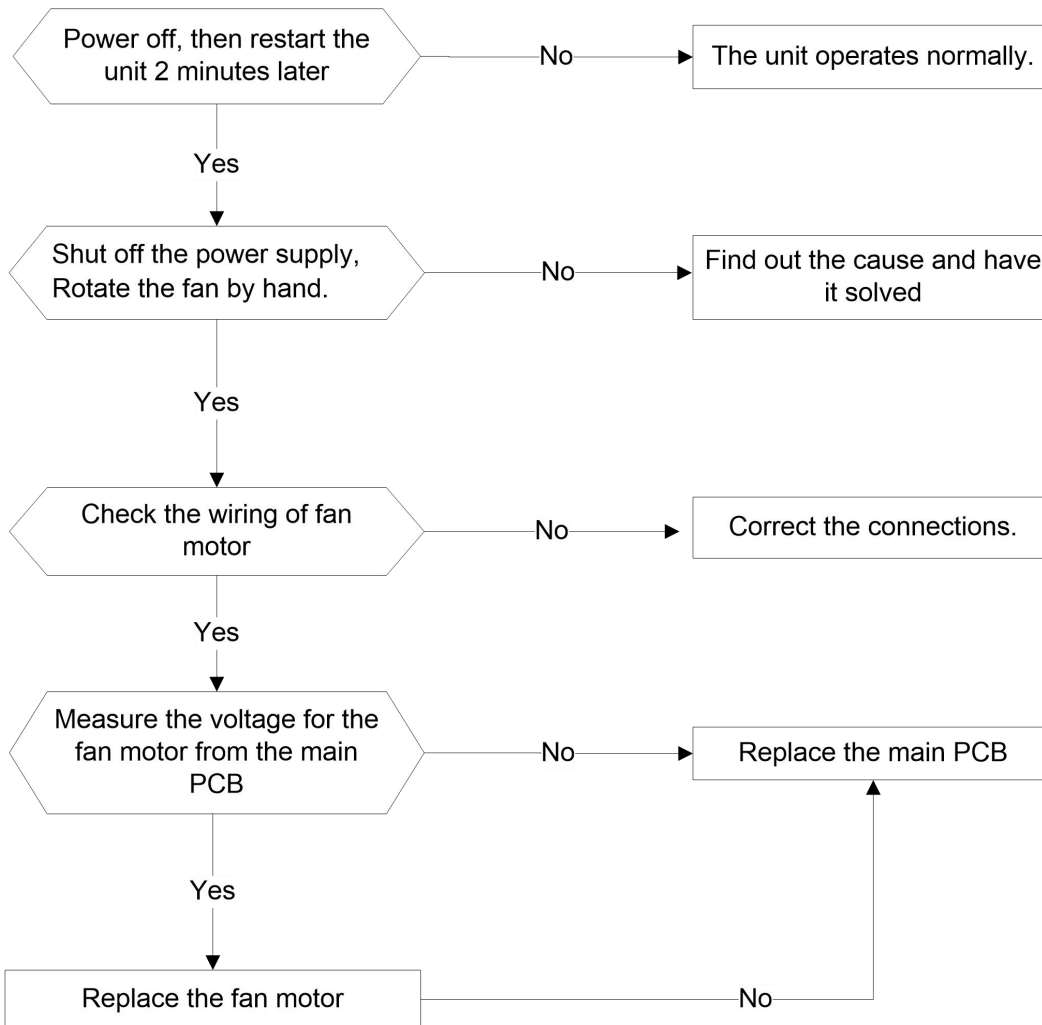 Power off, then restart the
unit 2 minutes later
No
The unit operates normally.
Yes
Shut off the power supply,
Rotate the fan by hand.
No
Find out the cause and have
it solved
Yes
Check the wiring of fan
motor
No
Correct the connections.
Yes
Measure the voltage for the
fan motor from the main
PCB
No
Replace the main PCB
Yes
Replace the fan motor
No